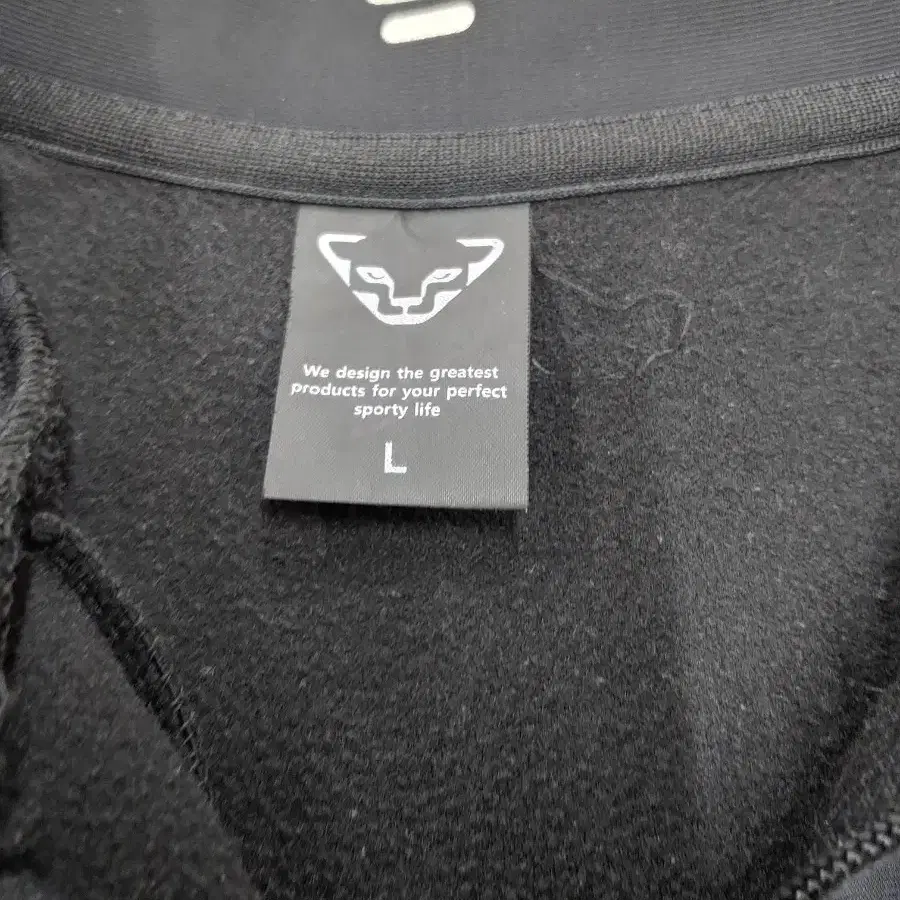 We design the greatest
products for your perfect
sporty life
L